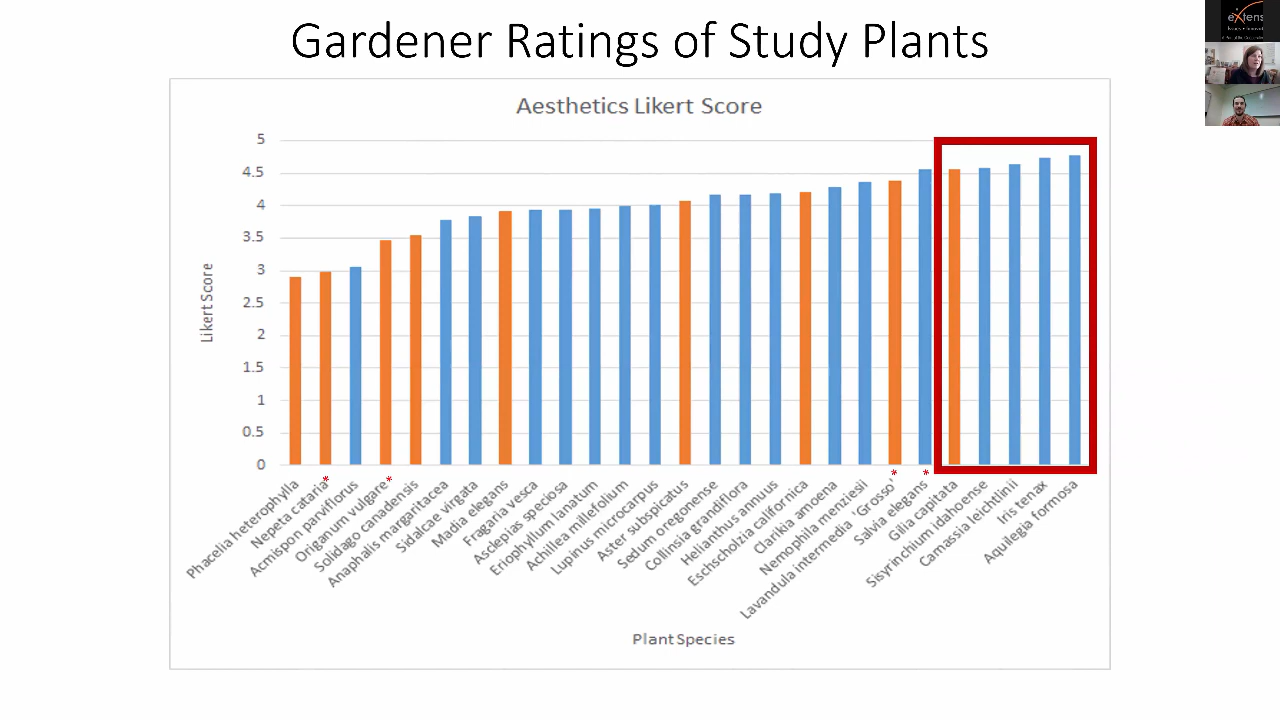 Gardener Ratings of Study Plants
Aesthetics Likert Score
5
4.5
4
3.5
3
2.5
2
1.5
1
0.5
0
Likert Score
Phacelia heterophylla
Nepeta cataria*
Acmispon parviflorus
Origanum vulgare*
Solidago canadensis
Anaphalis margaritacea
Sidalcae virgata
Madia elegans
Fragaria vesca
Asclepias speciosa
Eriophyllum lanatum
Achillea millefolium
Lupinus microcarpus
Aster subspicatus
Sedum oregonense
Collinsia grandiflora
Helianthus annuus
Eschscholzia californica
Clarikia amoena
Nemophila menziesii
Lavandula intermedia 'Grosso'*
Salvia elegans*
Gilia capitata
Sisyrinchium idahoense
Camassia leichtlinii
Iris tenax
Aquilegia formosa
Plant Species
eXtens